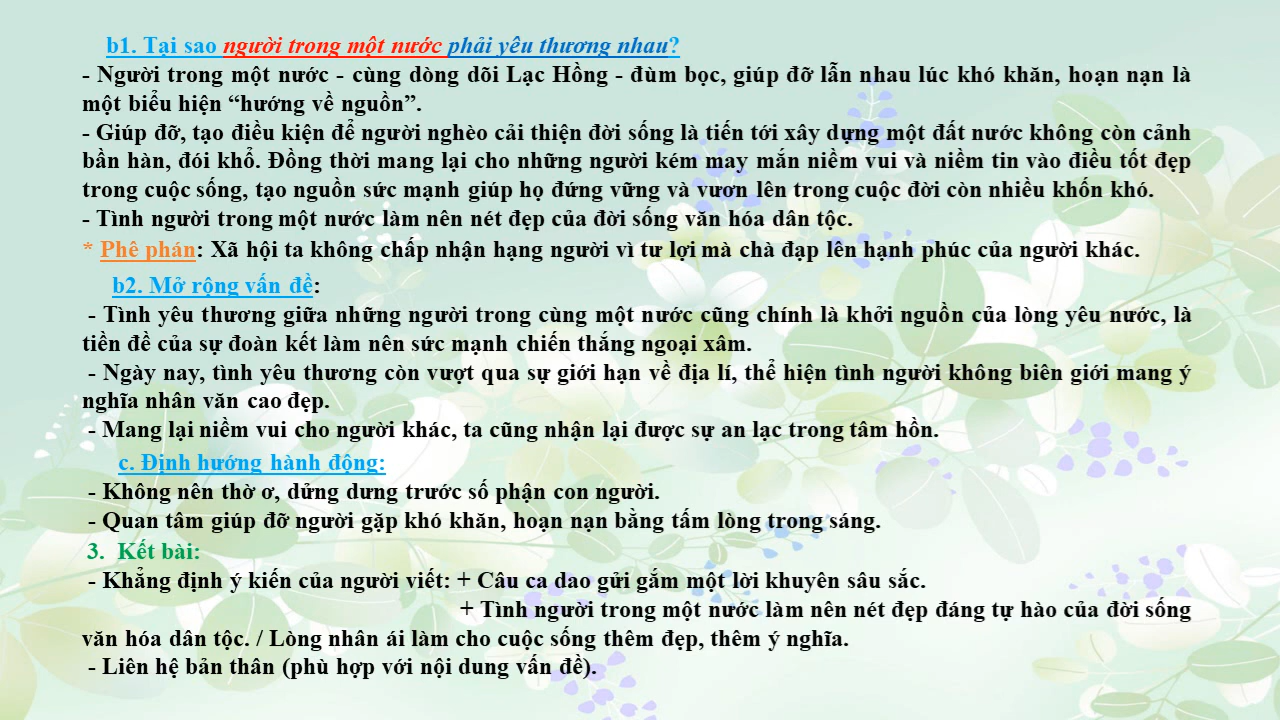 b1. Tại sao người trong một nước phải yêu thương nhau?
- Người trong một nước - cùng dòng dõi Lạc Hồng - đùm bọc, giúp đỡ lẫn nhau lúc khó khăn, hoạn nạn là
một biểu hiện “hướng về nguồn”.
- Giúp đỡ, tạo điều kiện để người nghèo cải thiện đời sống là tiến tới xây dựng một đất nước không còn cảnh
bần hàn, đói khổ. Đồng thời mang lại cho những người kém may mắn niềm vui và niềm tin vào điều tốt đẹp
trong cuộc sống, tạo nguồn sức mạnh giúp họ đứng vững và vươn lên trong cuộc đời còn nhiều khốn khó.
- Tình người trong một nước làm nên nét đẹp của đời sống văn hóa dân tộc.
* Phê phán: Xã hội ta không chấp nhận hạng người vì tư lợi mà chà đạp lên hạnh phúc của người khác.
b2. Mở rộng vấn đề:
- Tình yêu thương giữa những người trong cùng một nước cũng chính là khởi nguồn của lòng yêu nước, là
tiền đề của sự đoàn kết làm nên sức mạnh chiến thắng ngoại xâm.
- Ngày nay, tình yêu thương còn vượt qua sự giới hạn về địa lí, thể hiện tình người không biên giới mang ý
nghĩa nhân văn cao đẹp.
- Mang lại niềm vui cho người khác, ta cũng nhận lại được sự an lạc trong tâm hồn.
c. Định hướng hành động:
- Không nên thờ ơ, dửng dưng trước số phận con người.
- Quan tâm giúp đỡ người gặp khó khăn, hoạn nạn bằng tấm lòng trong sáng.
3. Kết bài:
- Khẳng định ý kiến của người viết: + Câu ca dao gửi gắm một lời khuyên sâu sắc.
+ Tình người trong một nước làm nên nét đẹp đáng tự hào của đời sống
văn hóa dân tộc. / Lòng nhân ái làm cho cuộc sống thêm đẹp, thêm ý nghĩa.
- Liên hệ bản thân (phù hợp với nội dung vấn đề).